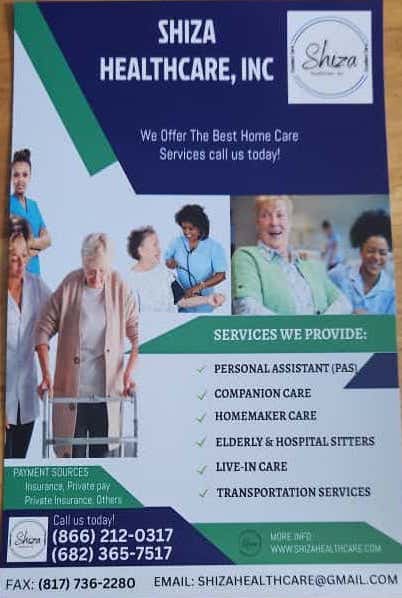 SHIZA
HEALTHCARE, INC
Shiza
We Offer The Best Home Care
Services call us today!
SERVICES WE PROVIDE:
PERSONAL ASSISTANT (PAS)
COMPANION CARE
HOMEMAKER CARE
ELDERLY & HOSPITAL SITTERS
LIVE-IN CARE
TRANSPORTATION SERVICES
PAYMENT SOURCES
Insurance, Private pay
Private Insurance, Others
Call us today!
Shiza
(866) 212-0317
(682) 365-7517
MORE INFO:
WWW.SHIZAHEALTHCARE.COM
FAX: (817) 736-2280 EMAIL: SHIZAHEALTHCARE@GMAIL.COM